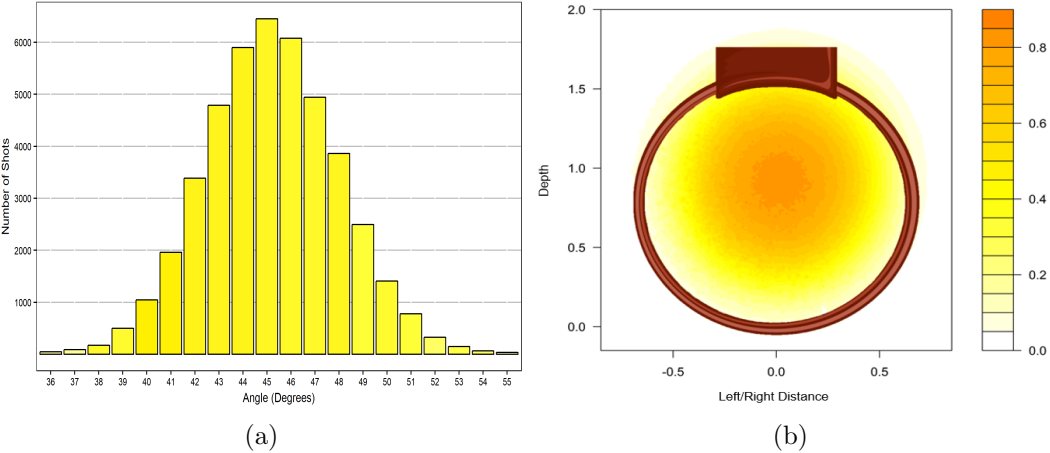 Number of Shots
6000
5000
4000
3000
2000
1000
36 37 38 39 40 41 42 43 44 45 46 47 48 49 50 51 52 53 54 55
Angle (Degrees)
(a)
Depth
2.0
1.5
1.0
0.5
0.0
-0.5 0.0 0.5
Left/Right Distance
0.8
0.6
0.4
0.2
0.0
(b)